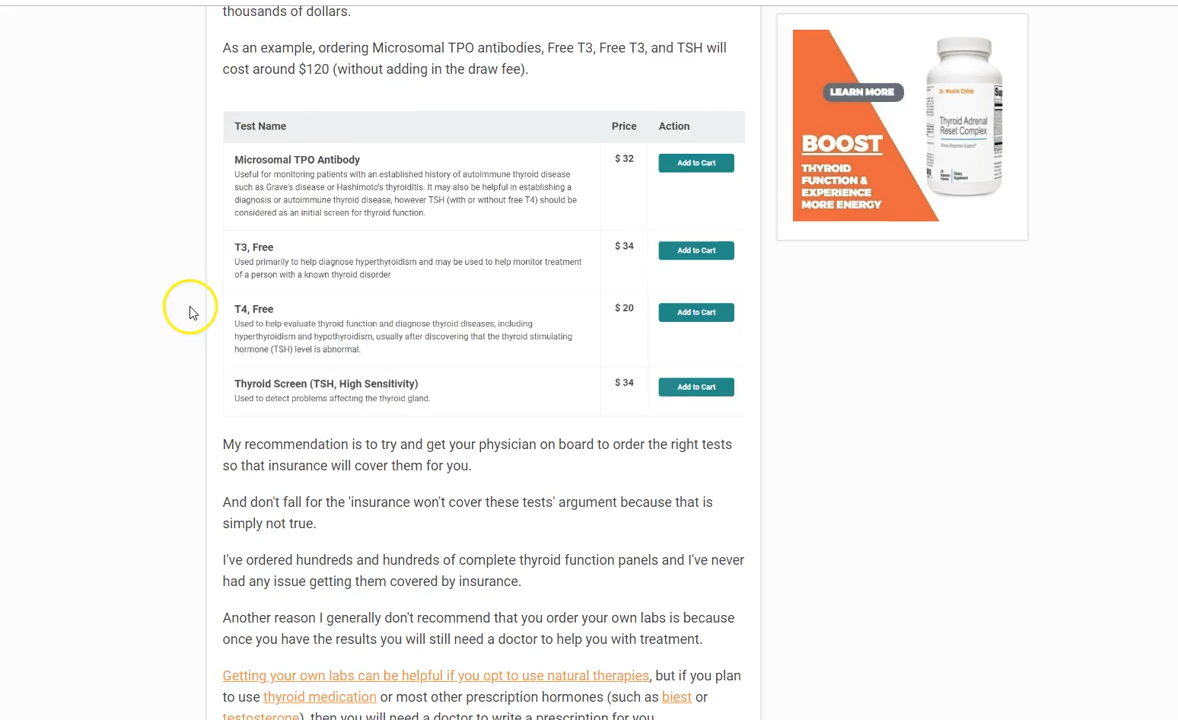 thousands of dollars.
As an example, ordering Microsomal TPO antibodies, Free T3, Free T3, and TSH will
cost around $120 (without adding in the draw fee).
Test Name Price Action
Microsomal TPO Antibody $ 32 Add to Cart
Useful for monitoring patients with an established history of autoimmune thyroid disease
such as Grave's disease or Hashimoto's thyroiditis. It may also be helpful in establishing a
diagnosis or autoimmune thyroid disease, however TSH (with or without free T4) should be
considered as an initial screen for thyroid function.
T3, Free $ 34 Add to Cart
Used primarily to help diagnose hyperthyroidism and may be used to help monitor treatment
of a person with a known thyroid disorder
T4, Free $ 20 Add to Cart
Used to help evaluate thyroid function and diagnose thyroid diseases, including
hyperthyroidism and hypothyroidism, usually after discovering that the thyroid stimulating
hormone (TSH) level is abnormal.
Thyroid Screen (TSH, High Sensitivity) $ 34 Add to Cart
Used to detect problems affecting the thyroid gland.
My recommendation is to try and get your physician on board to order the right tests
so that insurance will cover them for you.
And don't fall for the 'insurance won't cover these tests' argument because that is
simply not true.
I've ordered hundreds and hundreds of complete thyroid function panels and I've never
had any issue getting them covered by insurance.
Another reason I generally don't recommend that you order your own labs is because
once you have the results you will still need a doctor to help you with treatment.
Getting your own labs can be helpful if you opt to use natural therapies, but if you plan
to use thyroid medication or most other prescription hormones (such as biest or
testosterone), then you will need a doctor to write a prescription for you.
LEARN MORE
BOOST
THYROID
FUNCTION &
EXPERIENCE
MORE ENERGY
Dr. Westin Childs
Thyroid Adrenal
Reset Complex